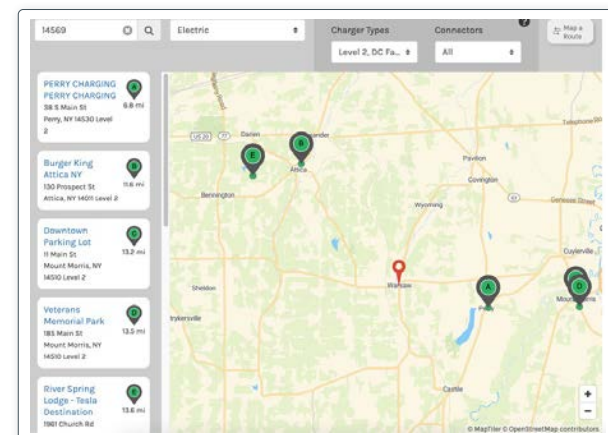 14569
Electric
Charger Types
Connectors
?
Map a
Route
Level 2, DC Fa...
All
PERRY CHARGING
PERRY CHARGING
38 S Main St
Perry, NY 14530 Level
2
A
6.8 mi
Burger King
Attica NY
130 Prospect St
Attica, NY 14011 Level 2
B
11.6 mi
Downtown
Parking Lot
11 Main St
Mount Morris, NY
14510 Level 2
13.2 mi
Veterans
Memorial Park
185 Main St
Mount Morris, NY
14510 Level 2
D
13.5 mi
River Spring
Lodge - Tesla
Destination
1961 Church Rd
E
13.6 mi
US 20
Darien
Attica
Bennington
Pavilion
Covington
Wyoming
Telephone
Cuylerville
Warsaw
Sheldon
Castile
E
B
A
D
+
−
© MapTiler © OpenStreetMap contributors